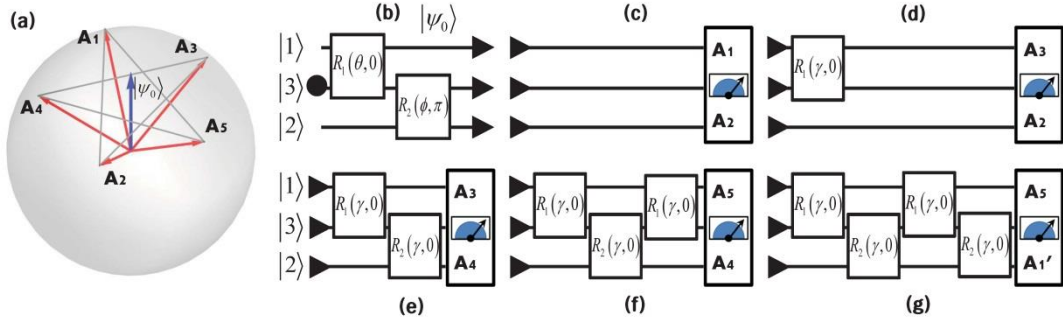 (a)
A1
A3
|ψ0⟩
A4
A5
A2
(b)
|ψ0⟩
|1⟩
R1(θ,0)
|3⟩
R2(ϕ,π)
|2⟩
(c)
A1
A2
(d)
R1(γ,0)
A3
A2
|1⟩
R1(γ,0)
A3
|3⟩
R2(γ,0)
|2⟩
A4
(e)
R1(γ,0)
R1(γ,0)
A5
R2(γ,0)
A4
(f)
R1(γ,0)
R1(γ,0)
A5
R2(γ,0)
R2(γ,0)
A1′
(g)